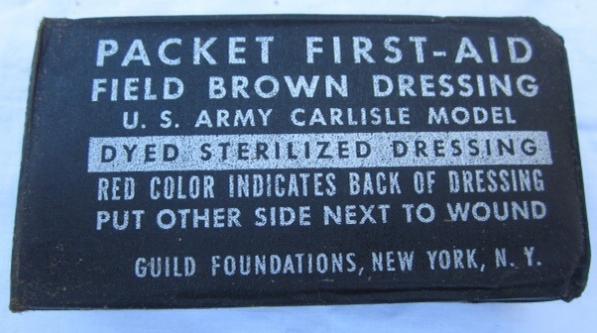 PACKET FIRST-AID
FIELD BROWN DRESSING
U. S. ARMY CARLISLE MODEL
DYED STERILIZED DRESSING
RED COLOR INDICATES BACK OF DRESSING
PUT OTHER SIDE NEXT TO WOUND
GUILD FOUNDATIONS, NEW YORK, N. Y.